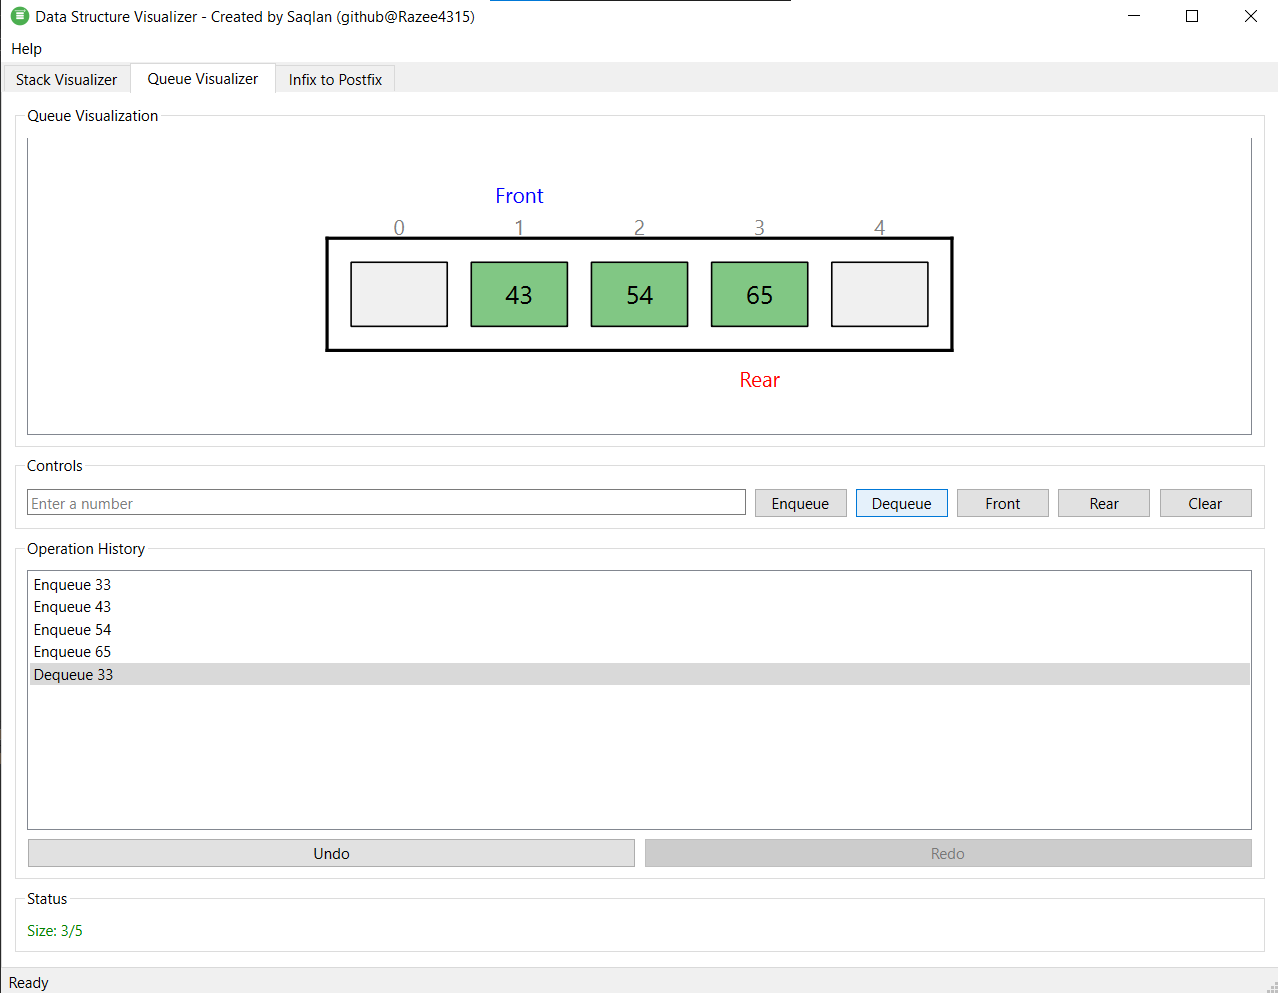 Data Structure Visualizer - Created by Saqlan (github@Razee4315)
Help
Stack Visualizer Queue Visualizer Infix to Postfix
Queue Visualization
Front
0 1 2 3 4
43 54 65
Rear
Controls
Enter a number Enqueue Dequeue Front Rear Clear
Operation History
Enqueue 33
Enqueue 43
Enqueue 54
Enqueue 65
Dequeue 33
Undo Redo
Status
Size: 3/5
Ready